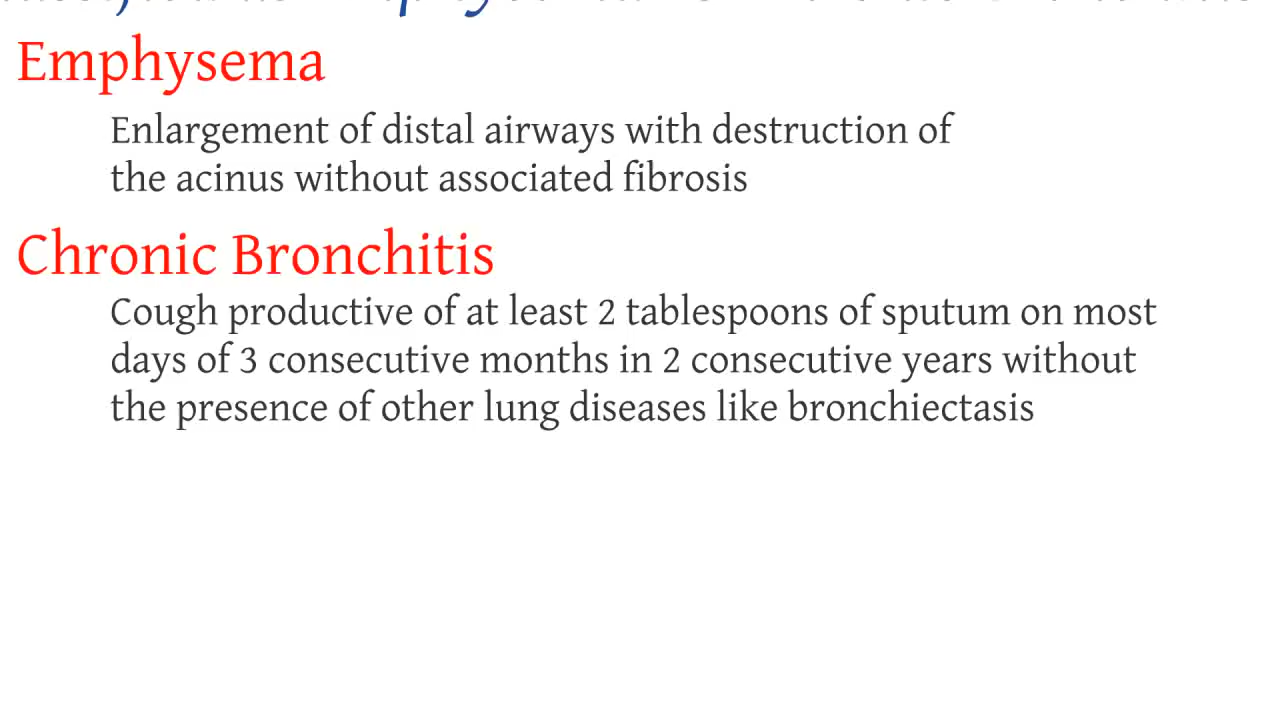 Emphysema
Enlargement of distal airways with destruction of
the acinus without associated fibrosis
Chronic Bronchitis
Cough productive of at least 2 tablespoons of sputum on most
days of 3 consecutive months in 2 consecutive years without
the presence of other lung diseases like bronchiectasis